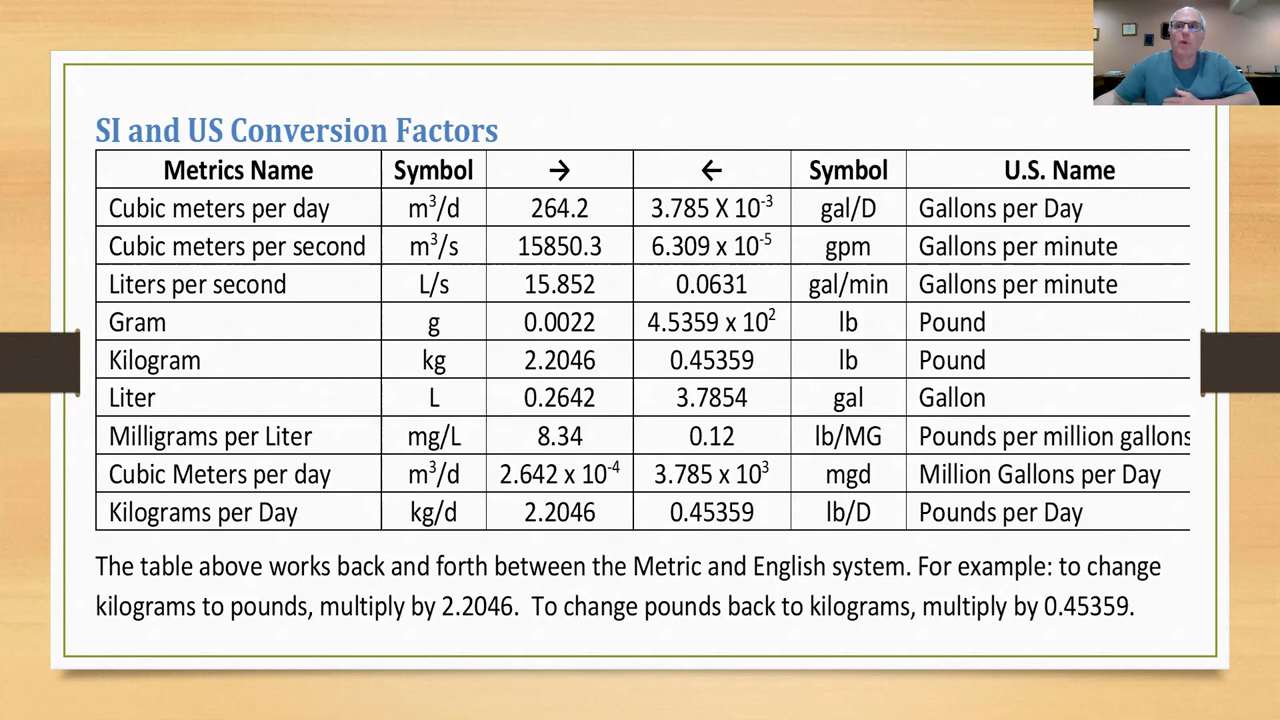 SI and US Conversion Factors
Metrics Name Symbol → ← Symbol U.S. Name
Cubic meters per day m³/d 264.2 3.785 X 10⁻³ gal/D Gallons per Day
Cubic meters per second m³/s 15850.3 6.309 x 10⁻⁵ gpm Gallons per minute
Liters per second L/s 15.852 0.0631 gal/min Gallons per minute
Gram g 0.0022 4.5359 x 10² lb Pound
Kilogram kg 2.2046 0.45359 lb Pound
Liter L 0.2642 3.7854 gal Gallon
Milligrams per Liter mg/L 8.34 0.12 lb/MG Pounds per million gallons
Cubic Meters per day m³/d 2.642 x 10⁻⁴ 3.785 x 10³ mgd Million Gallons per Day
Kilograms per Day kg/d 2.2046 0.45359 lb/D Pounds per Day
The table above works back and forth between the Metric and English system. For example: to change
kilograms to pounds, multiply by 2.2046. To change pounds back to kilograms, multiply by 0.45359.